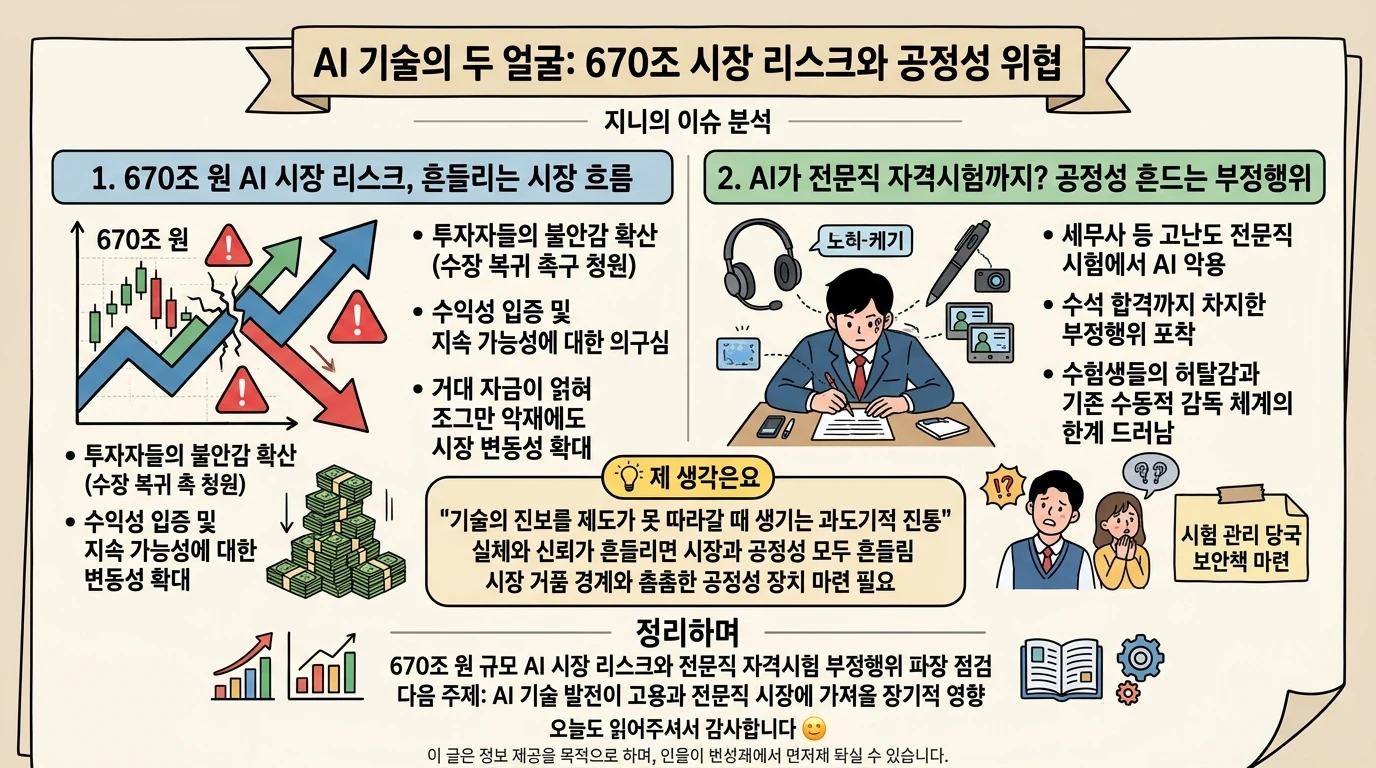 AI 기술의 두 얼굴: 670조 시장 리스크와 공정성 위협
지니의 이슈 분석
1. 670조 원 AI 시장 리스크, 흔들리는 시장 흐름
670조 원
• 투자자들의 불안감 확산
(수장 복귀 촉구 청원)
• 수익성 입증 및
지속 가능성에 대한 의구심
• 거대 자금이 얽혀
조그만 악재에도
시장 변동성 확대
• 투자자들의 불안감 확산
(수장 복귀 촉 청원)
• 수익성 입증 및
지속 가능성에 대한
변동성 확대
2. AI가 전문직 자격시험까지? 공정성 흔드는 부정행위
• 세무사 등 고난도 전문직
시험에서 AI 악용
• 수석 합격까지 차지한
부정행위 포착
• 수험생들의 허탈감과
기존 수동적 감독 체계의
한계 드러남
!?
??
시험 관리 당국
보안책 마련
제 생각은요
“기술의 진보를 제도가 못 따라갈 때 생기는 과도기적 진통”
실체와 신뢰가 흔들리면 시장과 공정성 모두 흔들림
시장 거품 경계와 촘촘한 공정성 장치 마련 필요
정리하며
670조 원 규모 AI 시장 리스크와 전문직 자격시험 부정행위 파장 점검
다음 주제: AI 기술 발전이 고용과 전문직 시장에 가져올 장기적 영향
오늘도 읽어주셔서 감사합니다
이 글은 정보 제공을 목적으로 하며, 수 있습니다.